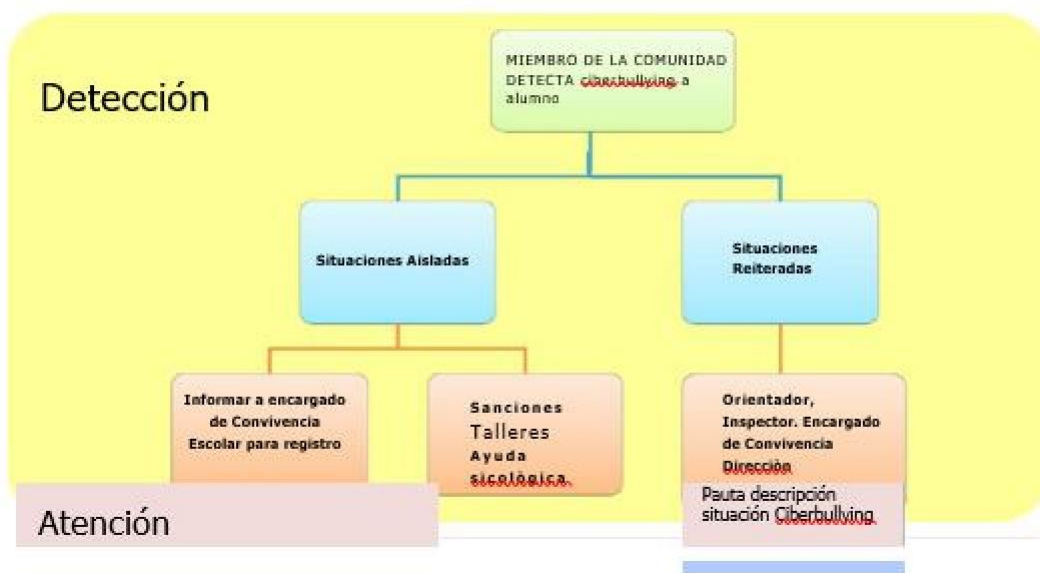 Detección
MIEMBRO DE LA COMUNIDAD
DETECTA ciberbullying a
alumno
Situaciones Aisladas
Situaciones
Reiteradas
Informar a encargado
de Convivencia
Escolar para registro
Sanciones
Talleres
Ayuda
sicològica
Orientador,
Inspector. Encargado
de Convivencia
Direcciòn
Pauta descripción
situación Ciberbullying
Atención